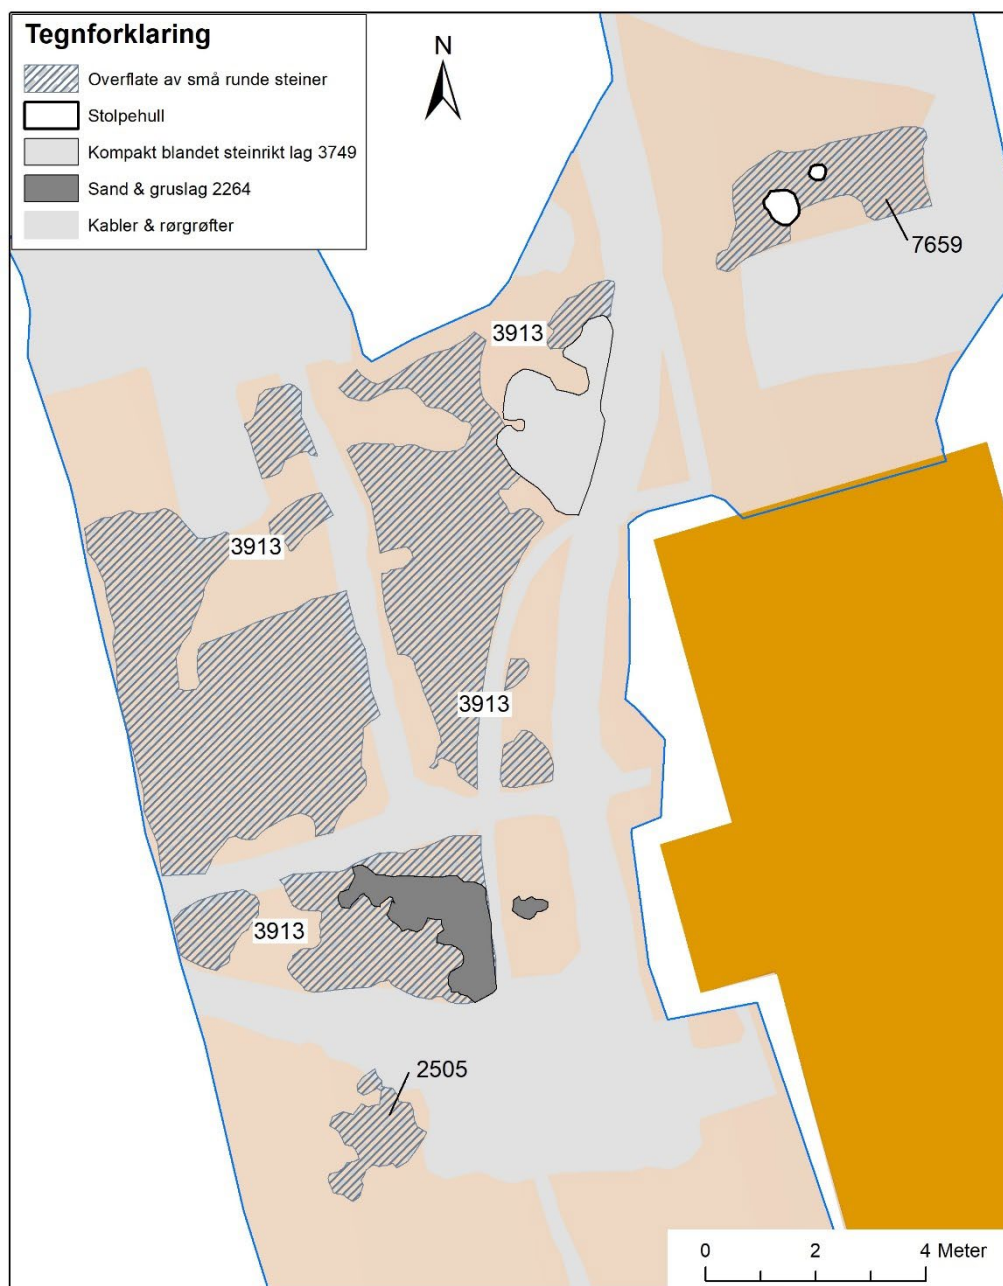 Tegnforklaring
Overflate av små runde steiner
Stolpehull
Kompakt blandet steinrikt lag 3749
Sand & gruslag 2264
Kabler & rørgrøfter
N
7659
3913
3913
3913
3913
2505
0 2 4 Meter